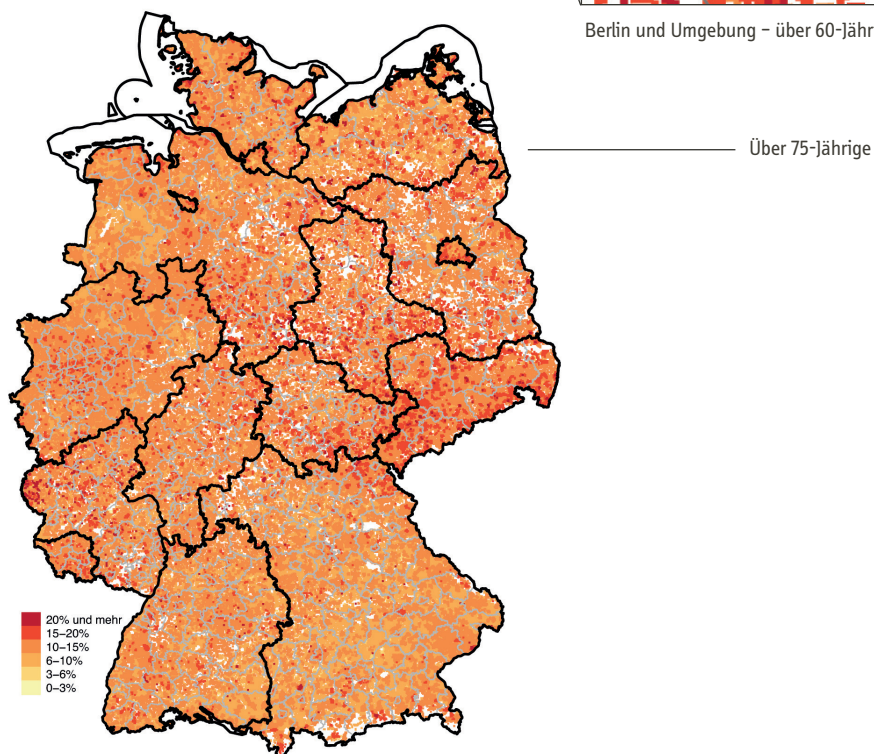 Berlin und Umgebung – über 60-Jähr
Über 75-Jährige
20% und mehr
15–20%
10–15%
6–10%
3–6%
0–3%